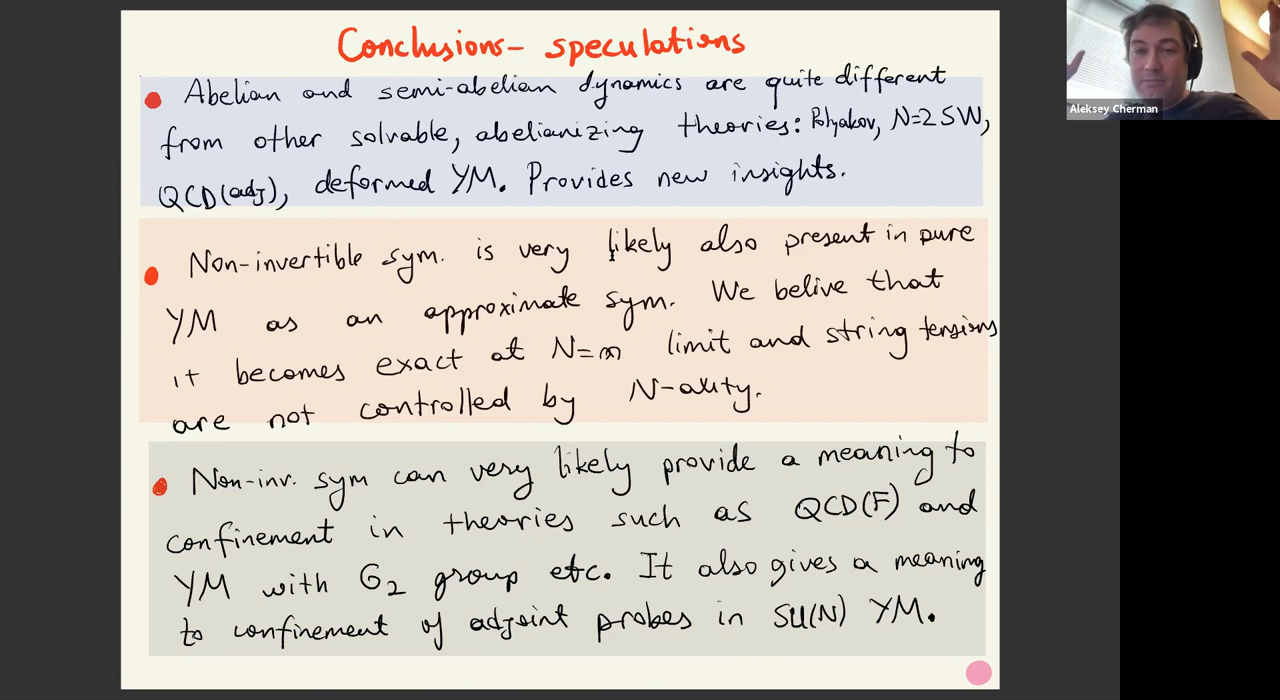 Conclusions- speculations
Abelian and semi-abelian dynamics are quite different
from other solvable, abelianizing theories: Polyakov, N=2 SW,
QCD(adj), deformed YM. Provides new insights.
Non-invertible sym. is very likely also present in pure
YM as an approximate sym. We belive that
it becomes exact at N=∞ limit and string tensions
are not controlled by N-ality.
Non-inv. sym can very likely provide a meaning to
confinement in theories such as QCD(F) and
YM with G2 group etc. It also gives a meaning
to confinement of adjoint probes in SU(N) YM.
Aleksey Cherman